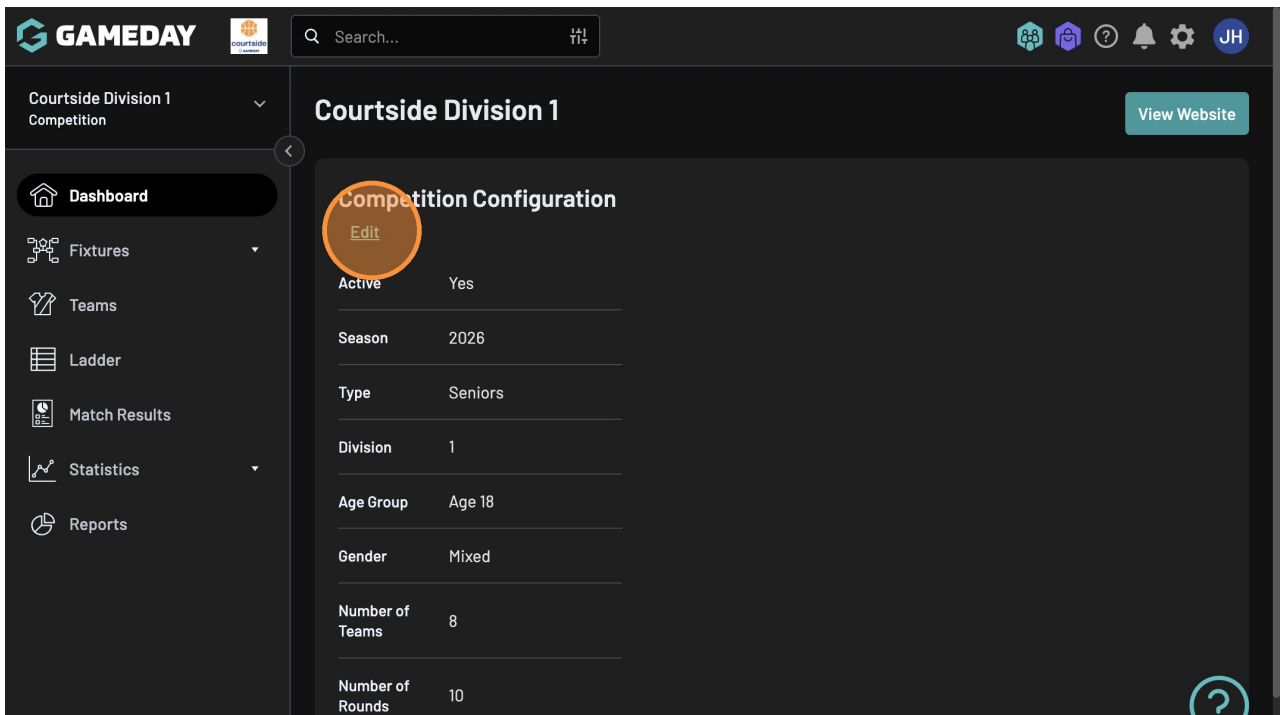 GAMEDAY
courtside
Search...
JH
Courtside Division 1
Competition
Courtside Division 1
View Website
Dashboard
Fixtures
Teams
Ladder
Match Results
Statistics
Reports
Competition Configuration
Edit
Active Yes
Season 2026
Type Seniors
Division 1
Age Group Age 18
Gender Mixed
Number of
Teams 8
Number of
Rounds 10